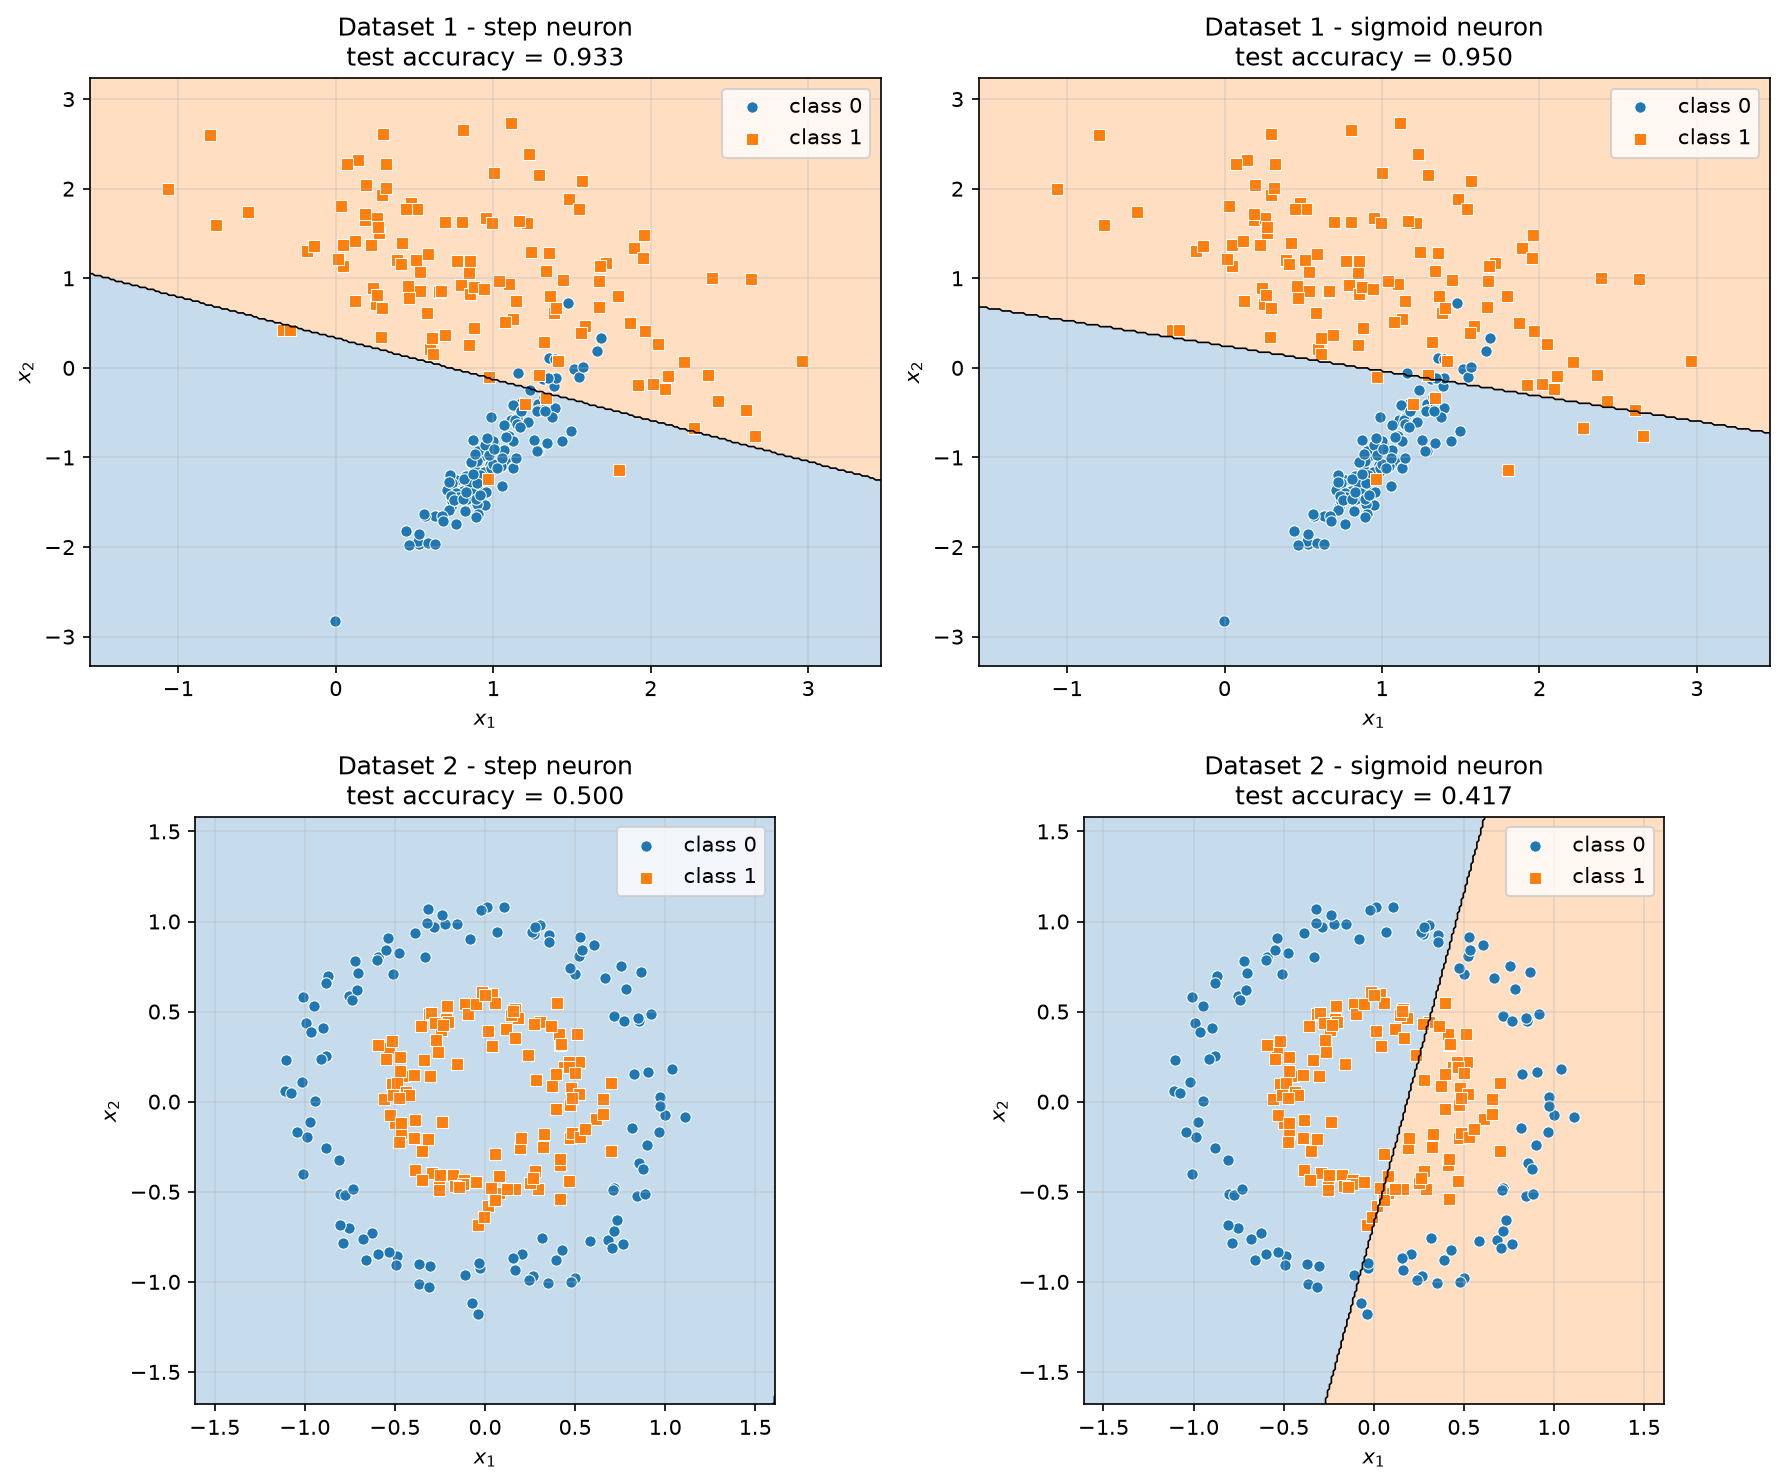 Dataset 1 - step neuron
test accuracy = 0.933
3
2
1
0
−1
−2
−3
−1
0
1
2
3
x₂
x₁
class 0
class 1
Dataset 1 - sigmoid neuron
test accuracy = 0.950
3
2
1
0
−1
−2
−3
−1
0
1
2
3
x₂
x₁
class 0
class 1
Dataset 2 - step neuron
test accuracy = 0.500
1.5
1.0
0.5
0.0
−0.5
−1.0
−1.5
−1.5
−1.0
−0.5
0.0
0.5
1.0
1.5
x₂
x₁
class 0
class 1
Dataset 2 - sigmoid neuron
test accuracy = 0.417
1.5
1.0
0.5
0.0
−0.5
−1.0
−1.5
−1.5
−1.0
−0.5
0.0
0.5
1.0
1.5
x₂
x₁
class 0
class 1